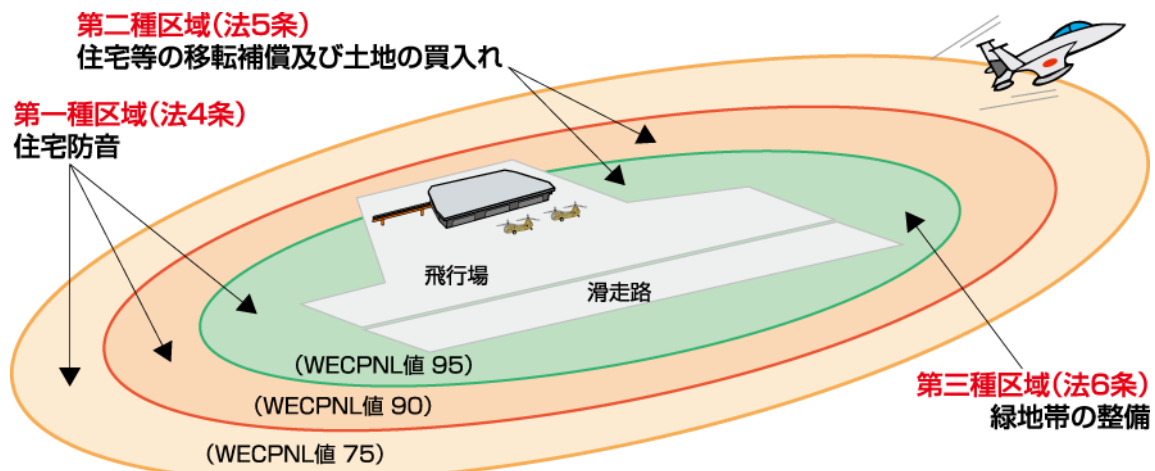 第二種区域(法5条)
住宅等の移転補償及び土地の買入れ
第一種区域(法4条)
住宅防音
飛行場
滑走路
(WECPNL値 95)
(WECPNL値 90)
(WECPNL値 75)
第三種区域(法6条)
緑地帯の整備